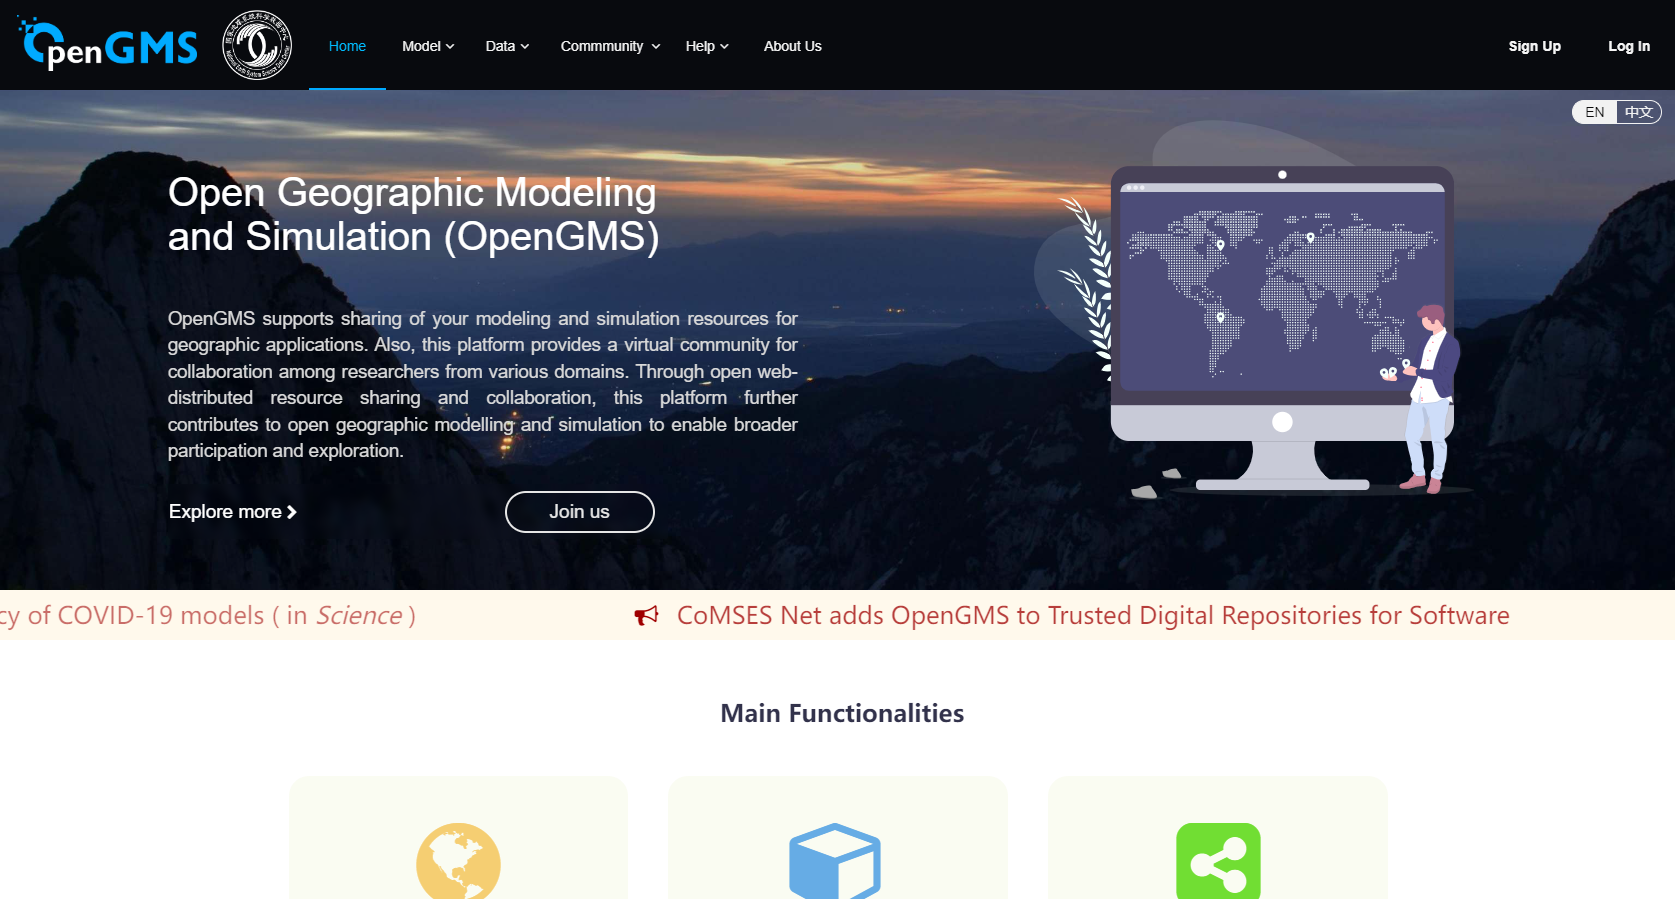 OpenGMS
Home
Model
Data
Commmunity
Help
About Us
Sign Up
Log In
EN
中文
Open Geographic Modeling
and Simulation (OpenGMS)
OpenGMS supports sharing of your modeling and simulation resources for
geographic applications. Also, this platform provides a virtual community for
collaboration among researchers from various domains. Through open web-
distributed resource sharing and collaboration, this platform further
contributes to open geographic modelling and simulation to enable broader
participation and exploration.
Explore more
Join us
cy of COVID-19 models ( in Science )
CoMSES Net adds OpenGMS to Trusted Digital Repositories for Software
Main Functionalities